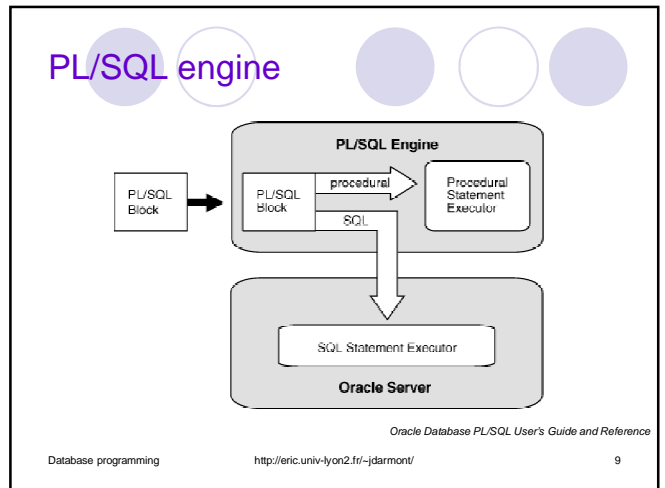 PL/SQL engine
PL/SQL Engine
PL/SQL
Block
PL/SQL
Block
procedural
Procedural
Statement
Executor
SQL
SQL Statement Executor
Oracle Server
Oracle Database PL/SQL User's Guide and Reference
Database programming
http://eric.univ-lyon2.fr/~jdarmont/
9